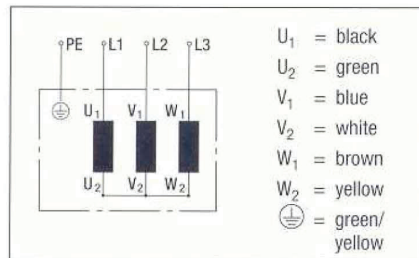 PE L1 L2 L3
U₁ V₁ W₁
U₂ V₂ W₂
U₁ = black
U₂ = green
V₁ = blue
V₂ = white
W₁ = brown
W₂ = yellow
⏚ = green/
yellow